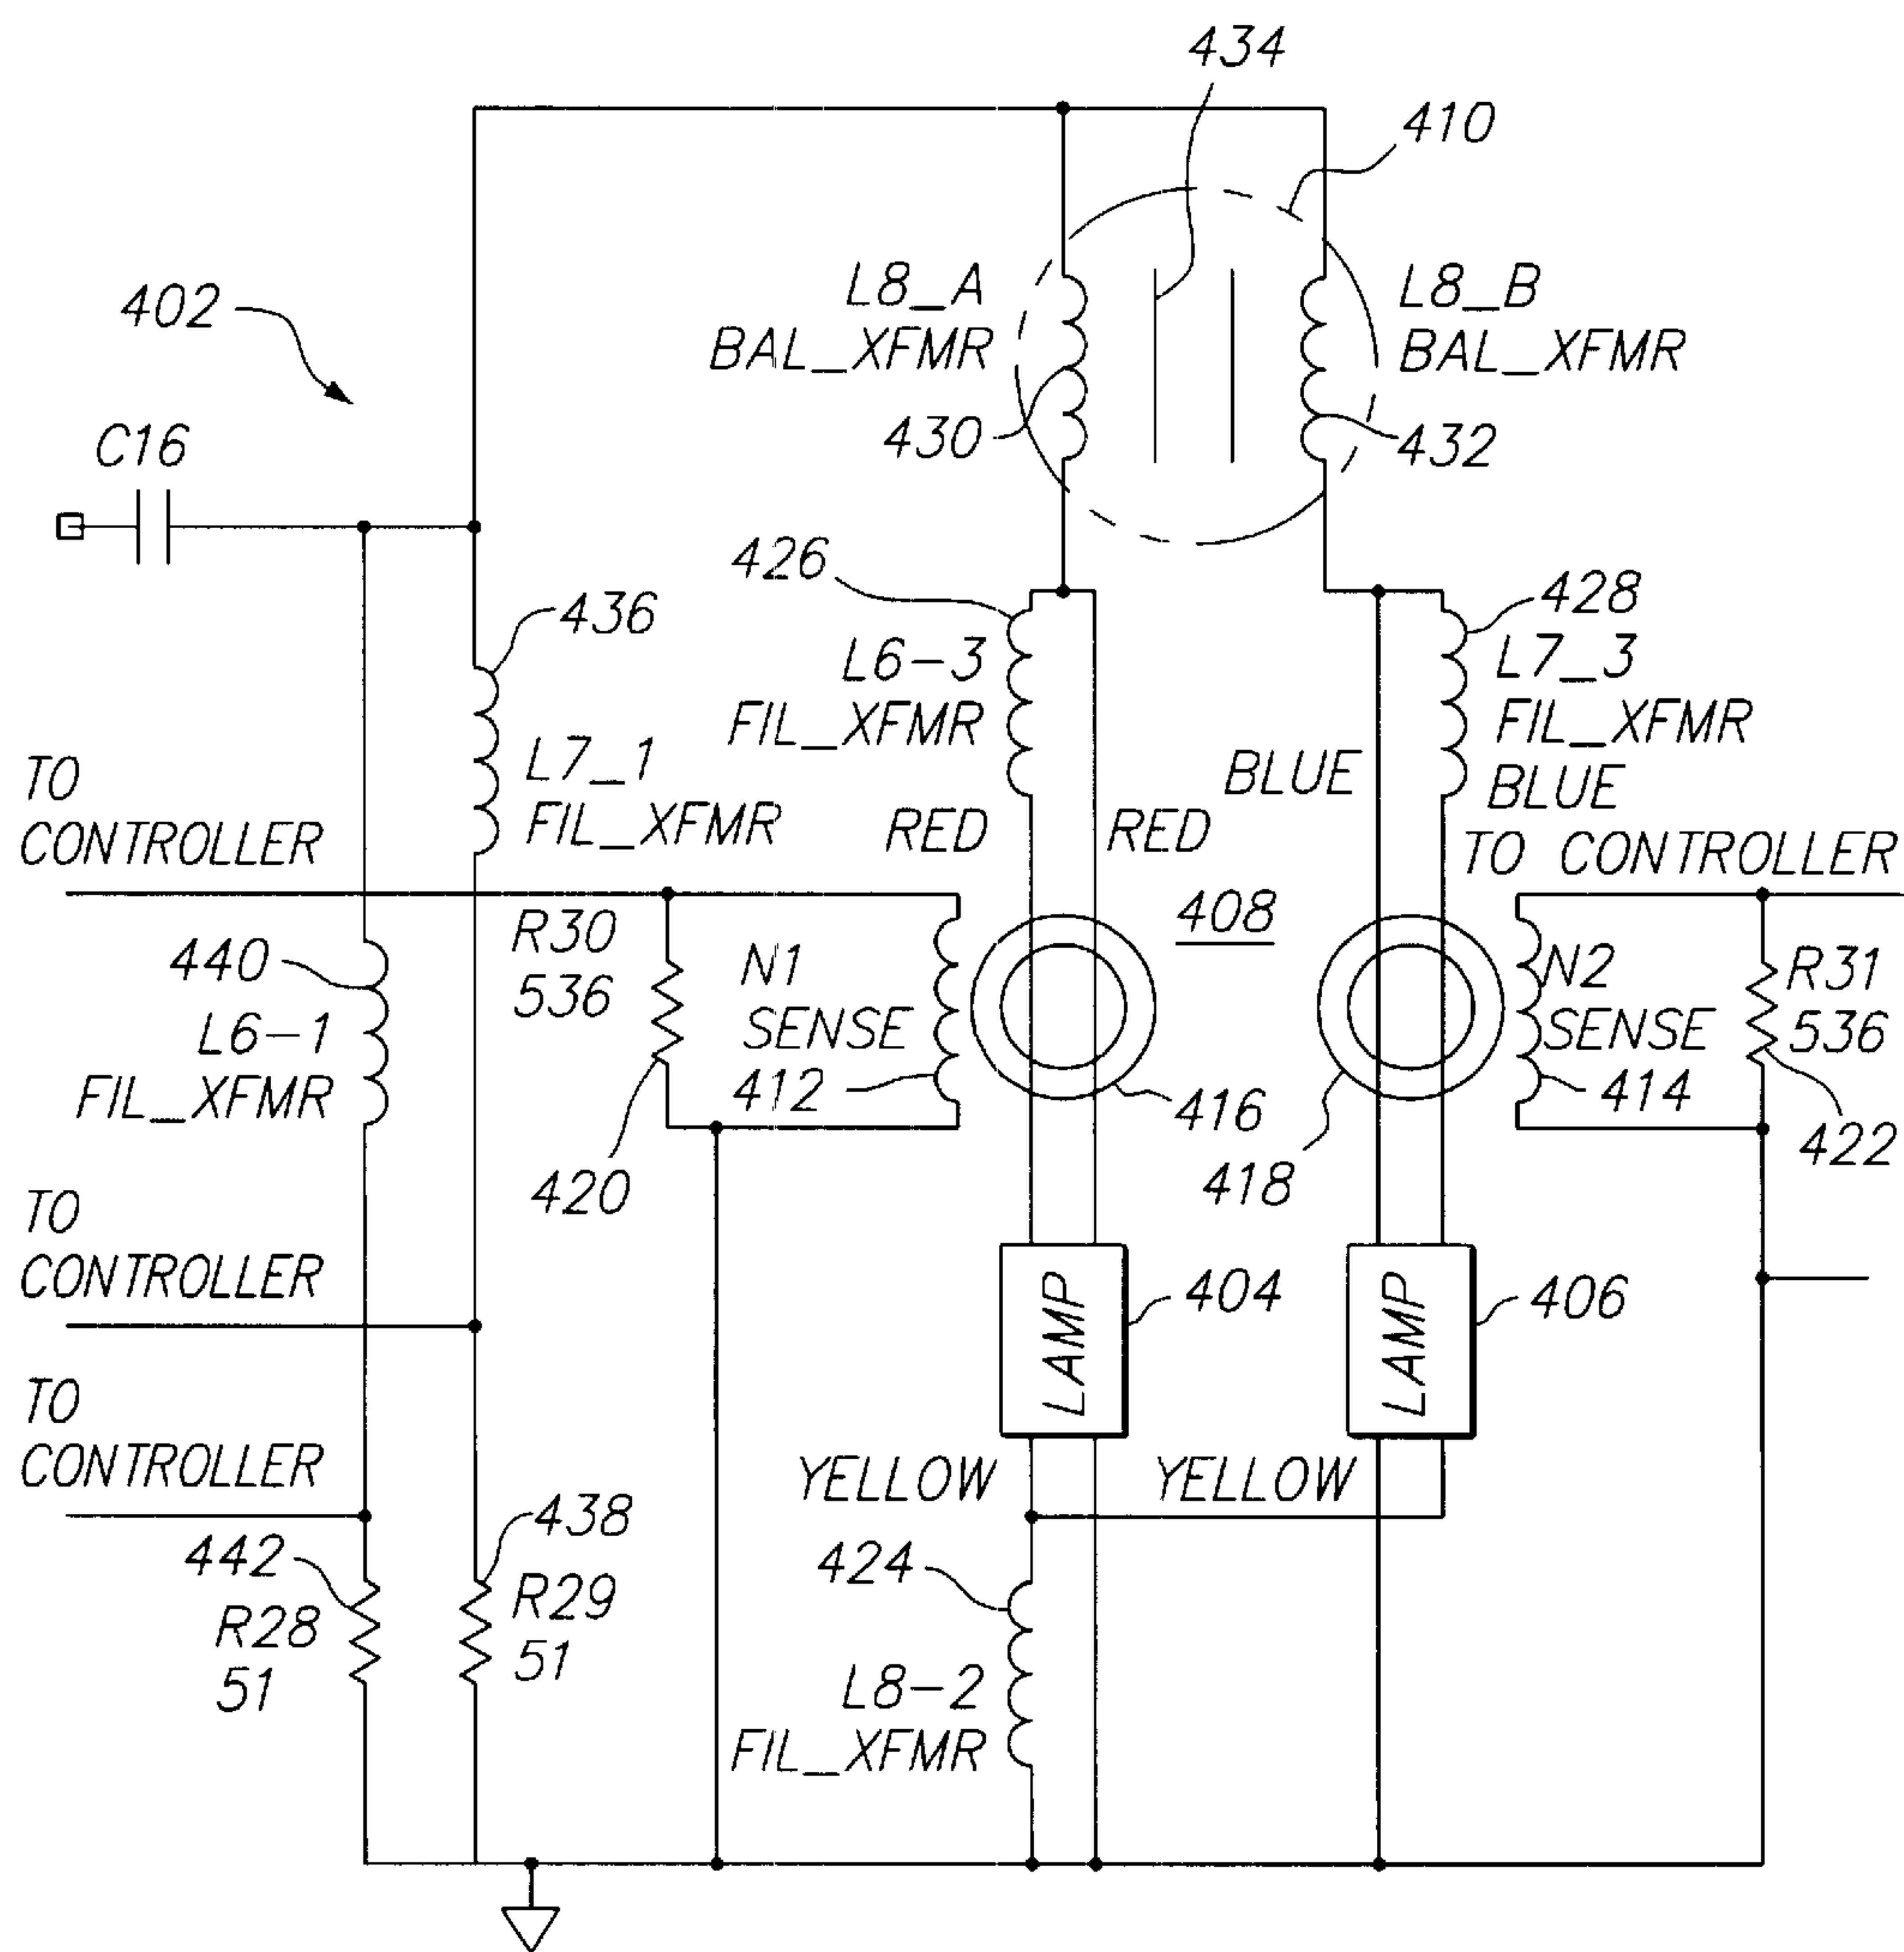 434
410
402
L8_A
BAL_XFMR
L8_B
BAL_XFMR
430
432
C16
426
428
436
L6-3
FIL_XFMR
L7_3
FIL_XFMR
BLUE
BLUE
L7_1
FIL_XFMR
TO
CONTROLLER
RED
RED
TO CONTROLLER
408
R30
536
N1
SENSE
412
N2
SENSE
414
R31
536
440
L6-1
FIL_XFMR
416
418
422
420
TO
CONTROLLER
LAMP
404
LAMP
406
TO
CONTROLLER
YELLOW
YELLOW
442
438
424
R28
51
R29
51
L8-2
FIL_XFMR